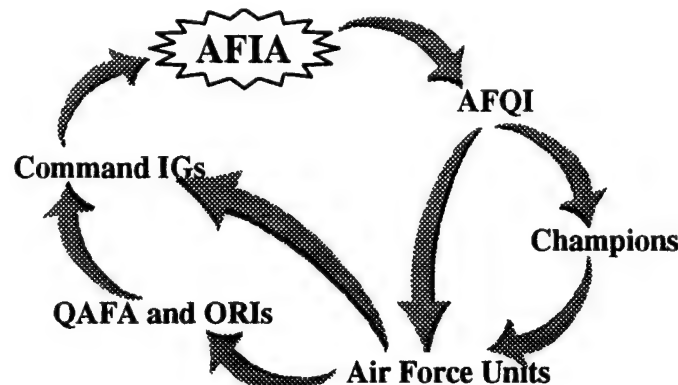 AFIA
AFQI
Command IGs
Champions
QAFA and ORIs
Air Force Units